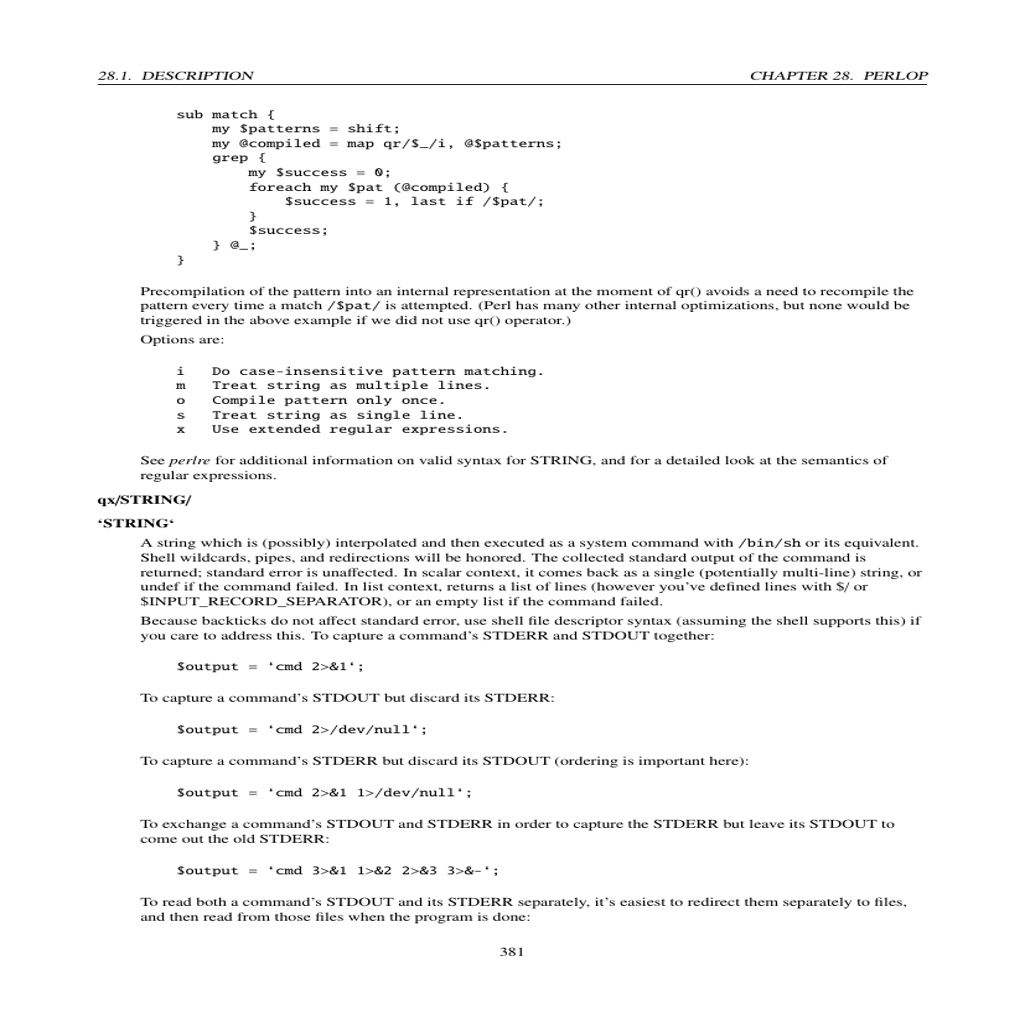 28.1. DESCRIPTION CHAPTER 28. PERLOP
sub match {
    my $patterns = shift;
    my @compiled = map qr/$_/i, @$patterns;
    grep {
        my $success = 0;
        foreach my $pat (@compiled) {
            $success = 1, last if /$pat/;
        }
        $success;
    } @_;
}
Precompilation of the pattern into an internal representation at the moment of qr() avoids a need to recompile the
pattern every time a match /$pat/ is attempted. (Perl has many other internal optimizations, but none would be
triggered in the above example if we did not use qr() operator.)
Options are:
i   Do case-insensitive pattern matching.
m   Treat string as multiple lines.
o   Compile pattern only once.
s   Treat string as single line.
x   Use extended regular expressions.
See perlre for additional information on valid syntax for STRING, and for a detailed look at the semantics of
regular expressions.
qx/STRING/
‘STRING‘
A string which is (possibly) interpolated and then executed as a system command with /bin/sh or its equivalent.
Shell wildcards, pipes, and redirections will be honored. The collected standard output of the command is
returned; standard error is unaffected. In scalar context, it comes back as a single (potentially multi-line) string, or
undef if the command failed. In list context, returns a list of lines (however you’ve defined lines with $/ or
$INPUT_RECORD_SEPARATOR), or an empty list if the command failed.
Because backticks do not affect standard error, use shell file descriptor syntax (assuming the shell supports this) if
you care to address this. To capture a command’s STDERR and STDOUT together:
$output = ‘cmd 2>&1‘;
To capture a command’s STDOUT but discard its STDERR:
$output = ‘cmd 2>/dev/null‘;
To capture a command’s STDERR but discard its STDOUT (ordering is important here):
$output = ‘cmd 2>&1 1>/dev/null‘;
To exchange a command’s STDOUT and STDERR in order to capture the STDERR but leave its STDOUT to
come out the old STDERR:
$output = ‘cmd 3>&1 1>&2 2>&3 3>&-‘;
To read both a command’s STDOUT and its STDERR separately, it’s easiest to redirect them separately to files,
and then read from those files when the program is done:
381